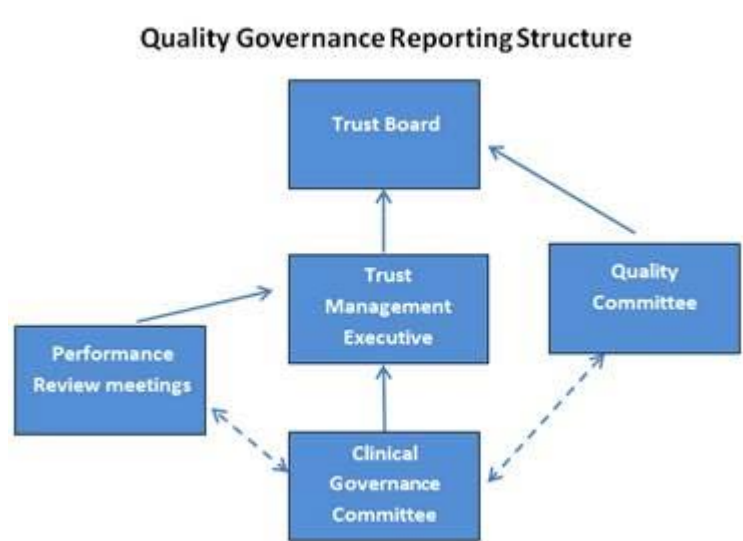 Quality Governance Reporting Structure
Trust Board
Trust
Management
Executive
Quality
Committee
Performance
Review meetings
Clinical
Governance
Committee